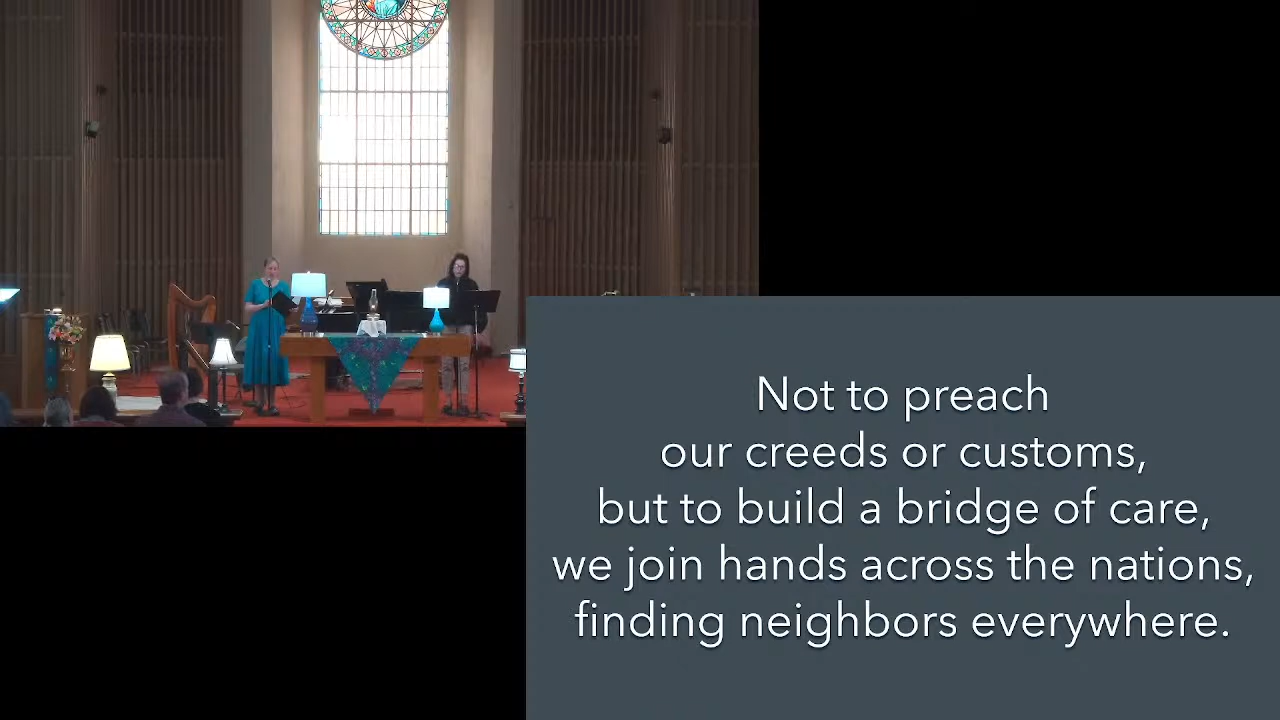 Not to preach
our creeds or customs,
but to build a bridge of care,
we join hands across the nations,
finding neighbors everywhere.